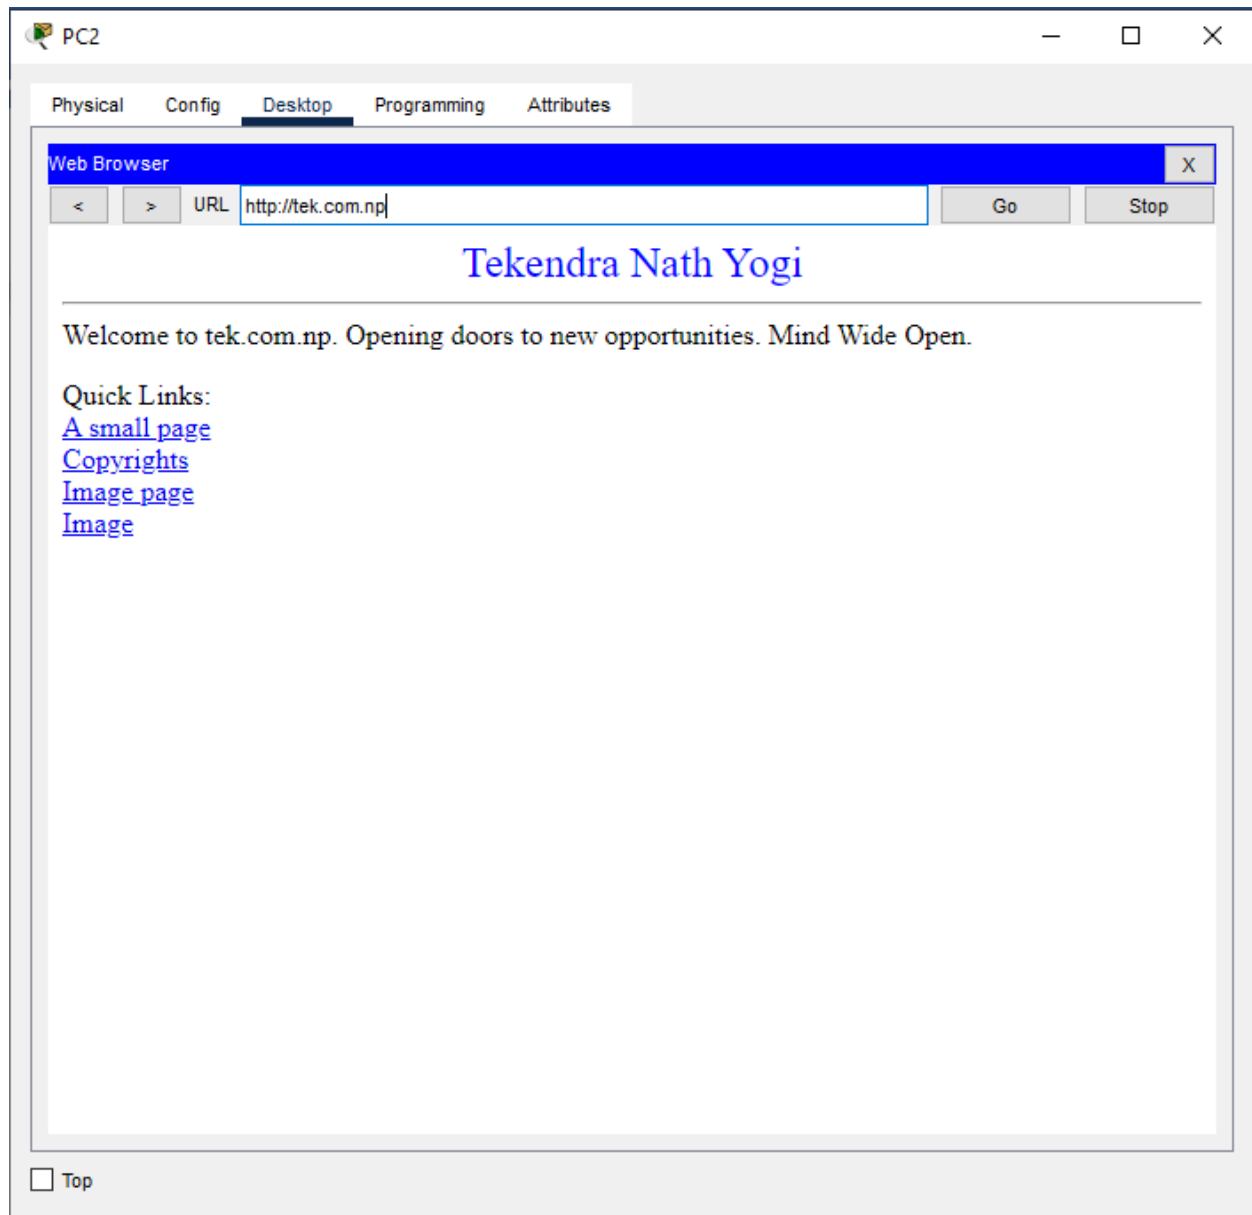 PC2
Physical Config Desktop Programming Attributes
Web Browser X
< > URL http://tek.com.np Go Stop
Tekendra Nath Yogi
Welcome to tek.com.np. Opening doors to new opportunities. Mind Wide Open.
Quick Links:
A small page
Copyrights
Image page
Image
Top